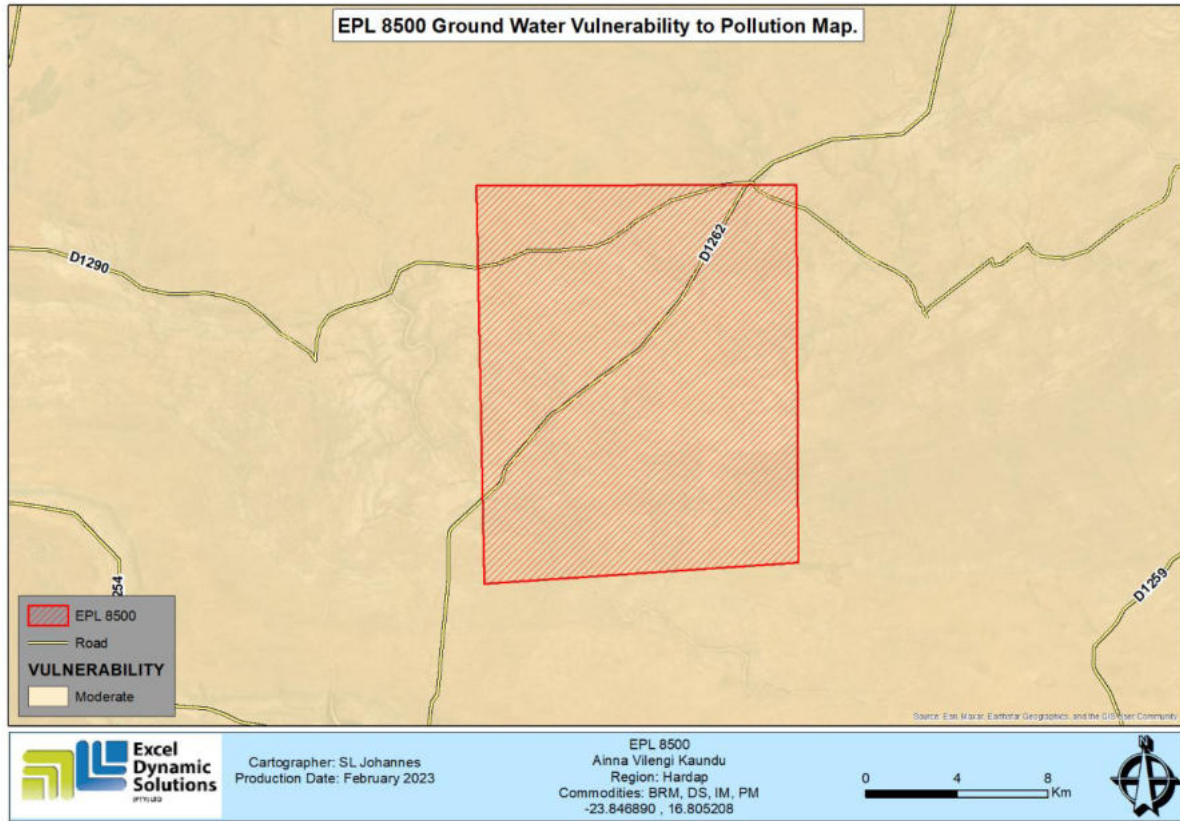 EPL 8500 Ground Water Vulnerability to Pollution Map.
D1290
D1262
254
D1259
EPL 8500
Road
VULNERABILITY
Moderate
Source: Esri, Maxar, Earthstar Geographics, and the GIS User Community
Excel
Dynamic
Solutions
(PTY) LTD
Cartographer: SL Johannes
Production Date: February 2023
EPL 8500
Ainna Vilengi Kaundu
Region: Hardap
Commodities: BRM, DS, IM, PM
-23.846890 , 16.805208
0 4 8
Km
N